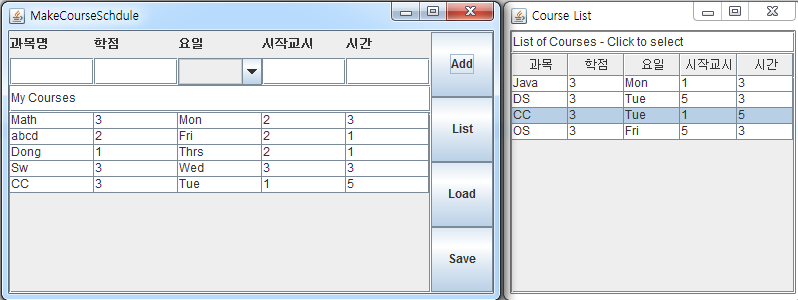 MakeCourseSchdule
과목명 학점 요일 시작교시 시간
My Courses
Math 3 Mon 2 3
abcd 2 Fri 2 1
Dong 1 Thrs 2 1
Sw 3 Wed 3 3
CC 3 Tue 1 5
Add
List
Load
Save
Course List
List of Courses - Click to select
과목 학점 요일 시작교시 시간
Java 3 Mon 1 3
DS 3 Tue 5 3
CC 3 Tue 1 5
OS 3 Fri 5 3